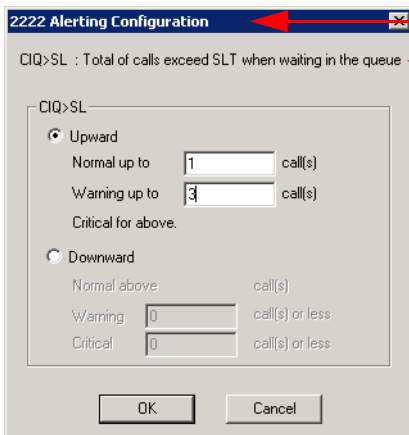 2222 Alerting Configuration
CIQ>SL : Total of calls exceed SLT when waiting in the queue
CIQ>SL
Upward
Normal up to 1 call(s)
Warning up to 3 call(s)
Critical for above.
Downward
Normal above call(s)
Warning 0 call(s) or less
Critical 0 call(s) or less
OK Cancel